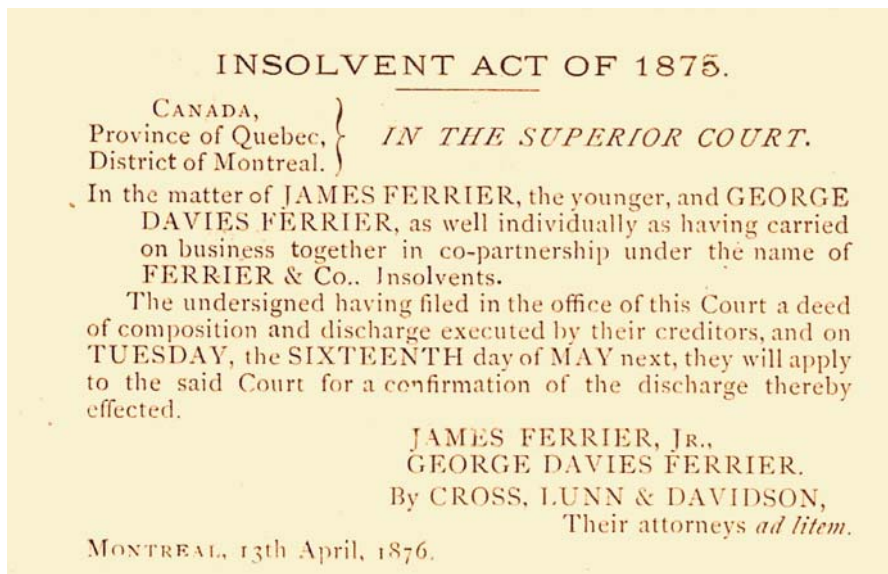 INSOLVENT ACT OF 1875.
CANADA,
Province of Quebec,
District of Montreal.
IN THE SUPERIOR COURT.
In the matter of JAMES FERRIER, the younger, and GEORGE
DAVIES FERRIER, as well individually as having carried
on business together in co-partnership under the name of
FERRIER & Co.. Insolvents.
The undersigned having filed in the office of this Court a deed
of composition and discharge executed by their creditors, and on
TUESDAY, the SIXTEENTH day of MAY next, they will apply
to the said Court for a confirmation of the discharge thereby
effected.
JAMES FERRIER, JR.,
GEORGE DAVIES FERRIER.
By CROSS, LUNN & DAVIDSON,
Their attorneys ad litem.
MONTREAL, 13th April, 1876.